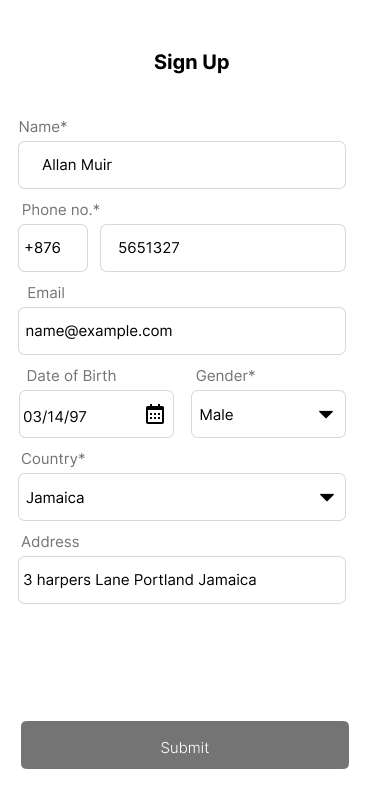 Sign Up
Name*
Allan Muir
Phone no.*
+876 5651327
Email
name@example.com
Date of Birth Gender*
03/14/97 Male
Country*
Jamaica
Address
3 harpers Lane Portland Jamaica
Submit